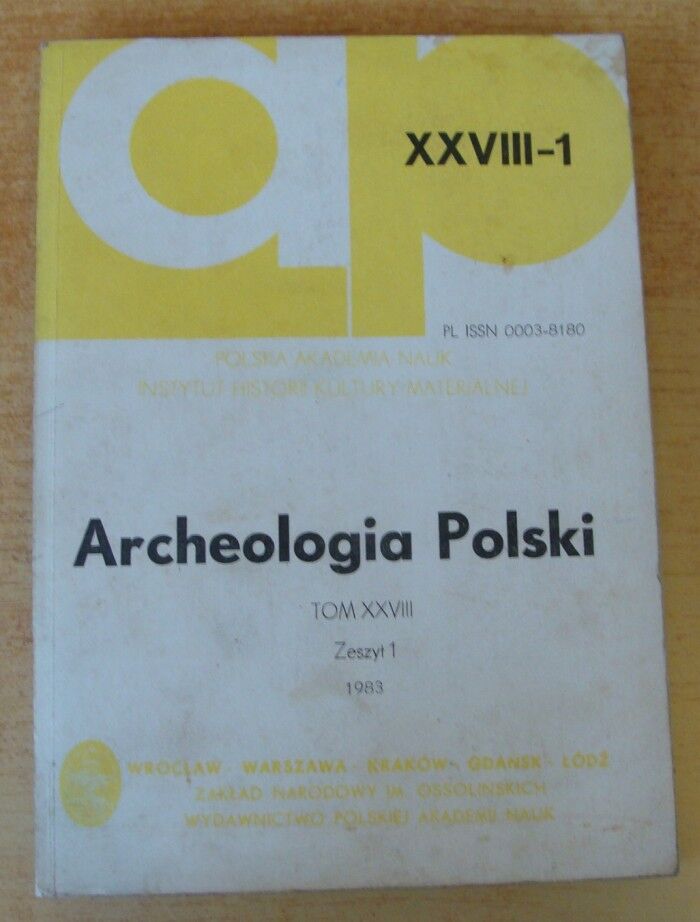 ap
XXVIII-1
PL ISSN 0003-8180
POLSKA AKADEMIA NAUK
INSTYTUT HISTORII KULTURY MATERIALNEJ
Archeologia Polski
TOM XXVIII
Zeszyt 1
1983
WROCŁAW · WARSZAWA · KRAKÓW · GDAŃSK · ŁÓDŹ
ZAKŁAD NARODOWY IM. OSSOLIŃSKICH
WYDAWNICTWO POLSKIEJ AKADEMII NAUK